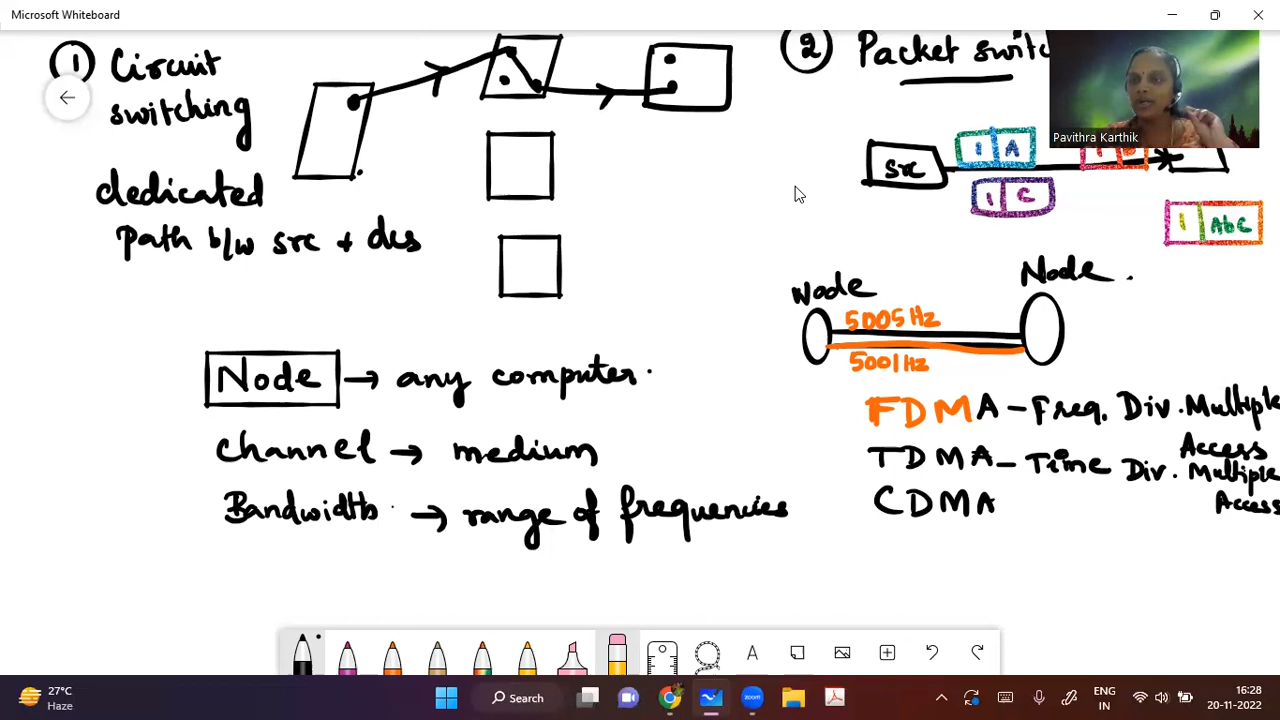 Microsoft Whiteboard
① Circuit
switching
dedicated
Path b/w src + des
Node → any computer.
channel → medium
Bandwidth → range of frequencies
② Packet swit
Pavithra Karthik
src
1 A
1
1 C
1 Abc
Node
Node
5005 Hz
5001 Hz
FDMA - Freq. Div. Multiple
Access
TDMA - Time Div. Multiple
Access
CDMA
27°C
Haze
Search
ENG
IN
16:28
20-11-2022